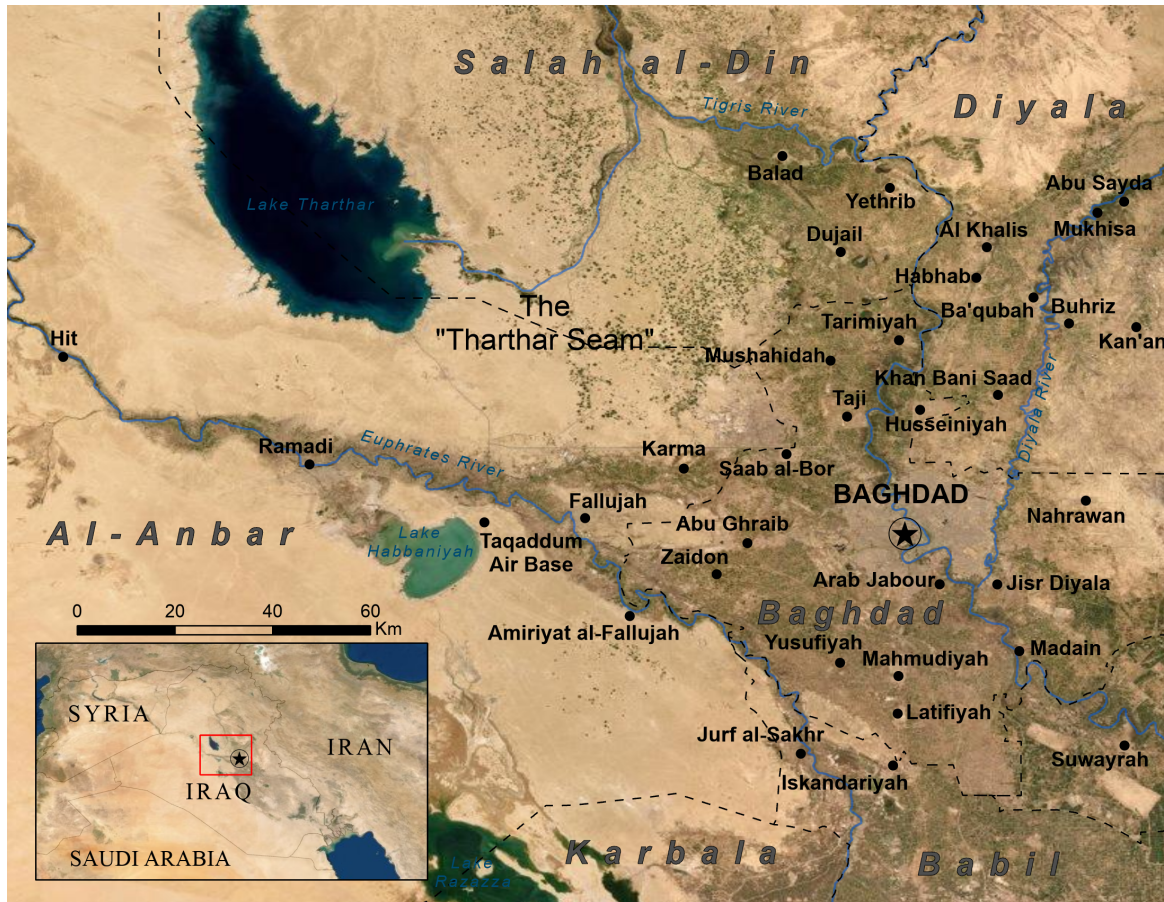 Salah al-Din
Tigris River
Diyala
Balad
Abu Sayda
Yethrib
Mukhisa
Lake Tharthar
Dujail
Al Khalis
Habhab
The
"Tharthar Seam"
Tarimiyah
Ba'qubah
Buhriz
Hit
Mushahidah
Kan'an
Khan Bani Saad
Taji
Husseiniyah
Diyala River
Ramadi
Euphrates River
Karma
Saab al-Bor
BAGHDAD
Fallujah
Nahrawan
Al-Anbar
Lake
Habbaniyah
Taqaddum
Air Base
Abu Ghraib
Zaidon
Arab Jabour
Jisr Diyala
Baghdad
0 20 40 60
Km
Amiriyat al-Fallujah
Yusufiyah
Mahmudiyah
Madain
Latifiyah
Jurf al-Sakhr
Suwayrah
Iskandariyah
SYRIA
IRAN
IRAQ
SAUDI ARABIA
Lake
Razazza
Karbala
Babil